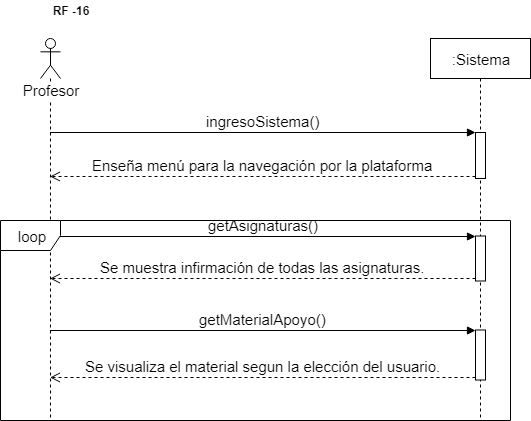 RF -16
Profesor
:Sistema
ingresoSistema()
Enseña menú para la navegación por la plataforma
loop
getAsignaturas()
Se muestra infirmación de todas las asignaturas.
getMaterialApoyo()
Se visualiza el material segun la elección del usuario.